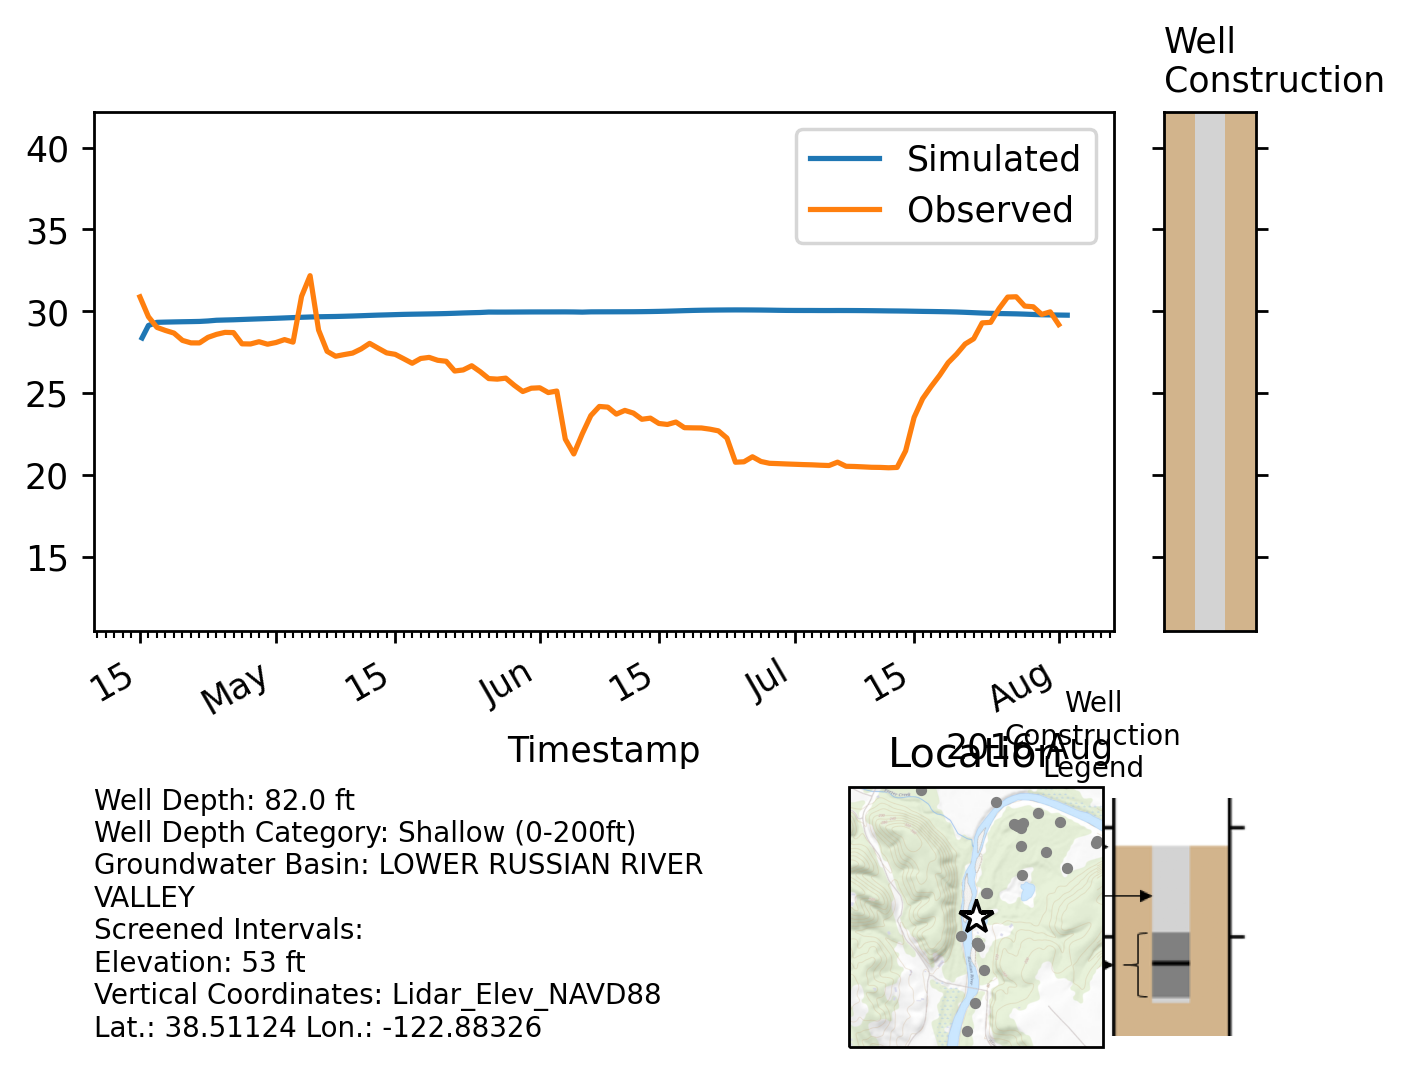 Well
Construction
40
35
30
25
20
15
Simulated
Observed
15
May
15
Jun
15
Jul
15
Aug
Timestamp
2016-Aug
Well Depth: 82.0 ft
Well Depth Category: Shallow (0-200ft)
Groundwater Basin: LOWER RUSSIAN RIVER
VALLEY
Screened Intervals:
Elevation: 53 ft
Vertical Coordinates: Lidar_Elev_NAVD88
Lat.: 38.51124 Lon.: -122.88326
Location
Well
Construction
Legend